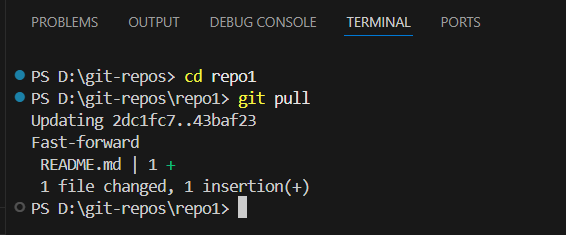 PROBLEMS OUTPUT DEBUG CONSOLE TERMINAL PORTS
PS D:\git-repos> cd repo1
PS D:\git-repos\repo1> git pull
Updating 2dc1fc7..43baf23
Fast-forward
 README.md | 1 +
 1 file changed, 1 insertion(+)
PS D:\git-repos\repo1>